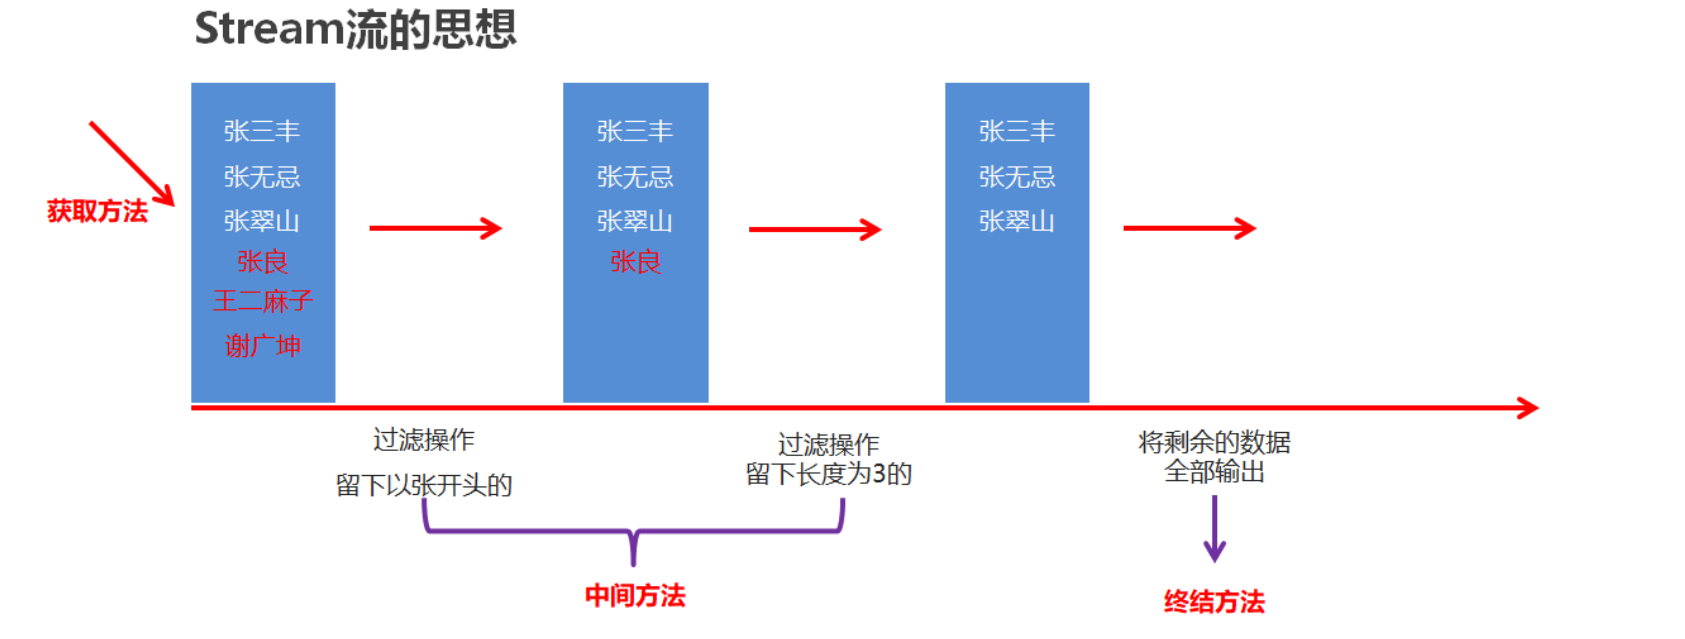 Stream流的思想
获取方法
张三丰
张无忌
张翠山
张良
王二麻子
谢广坤
张三丰
张无忌
张翠山
张良
张三丰
张无忌
张翠山
过滤操作
留下以张开头的
过滤操作
留下长度为3的
将剩余的数据
全部输出
中间方法
终结方法